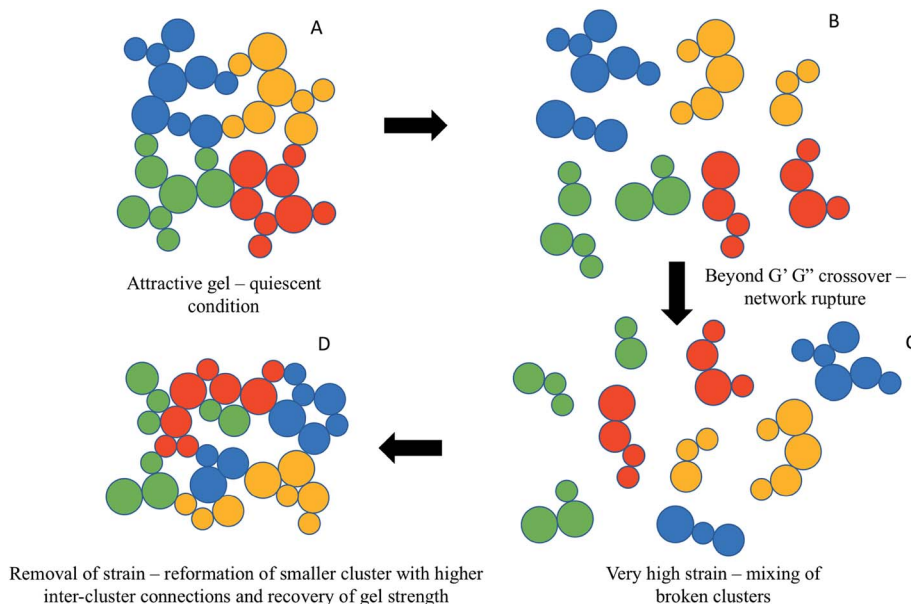 A
B
Attractive gel – quiescent
condition
Beyond G’ G” crossover –
network rupture
D
C
Removal of strain – reformation of smaller cluster with higher
inter-cluster connections and recovery of gel strength
Very high strain – mixing of
broken clusters